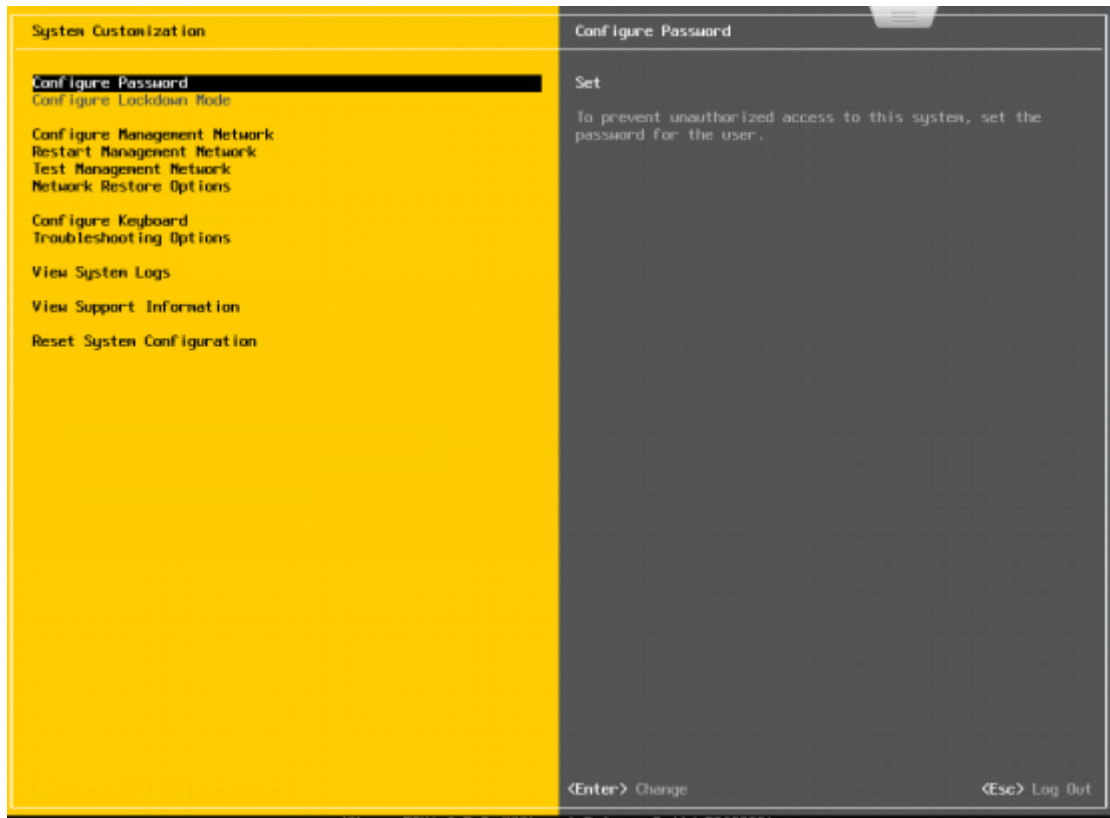 System Customization
Configure Password
Configure Lockdown Mode
Configure Management Network
Restart Management Network
Test Management Network
Network Restore Options
Configure Keyboard
Troubleshooting Options
View System Logs
View Support Information
Reset System Configuration
Configure Password
Set
To prevent unauthorized access to this system, set the
password for the user.
<Enter> Change
<Esc> Log Out